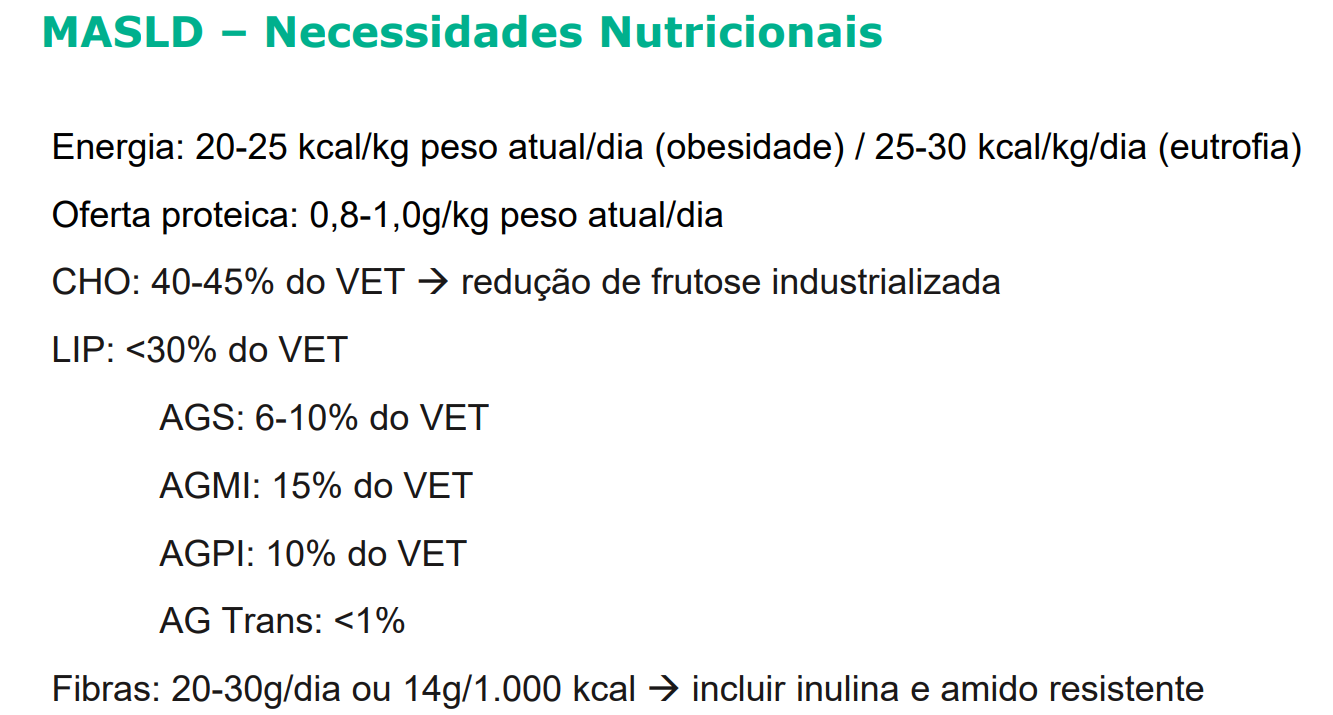 MASLD – Necessidades Nutricionais
Energia: 20-25 kcal/kg peso atual/dia (obesidade) / 25-30 kcal/kg/dia (eutrofia)
Oferta proteica: 0,8-1,0g/kg peso atual/dia
CHO: 40-45% do VET → redução de frutose industrializada
LIP: <30% do VET
AGS: 6-10% do VET
AGMI: 15% do VET
AGPI: 10% do VET
AG Trans: <1%
Fibras: 20-30g/dia ou 14g/1.000 kcal → incluir inulina e amido resistente